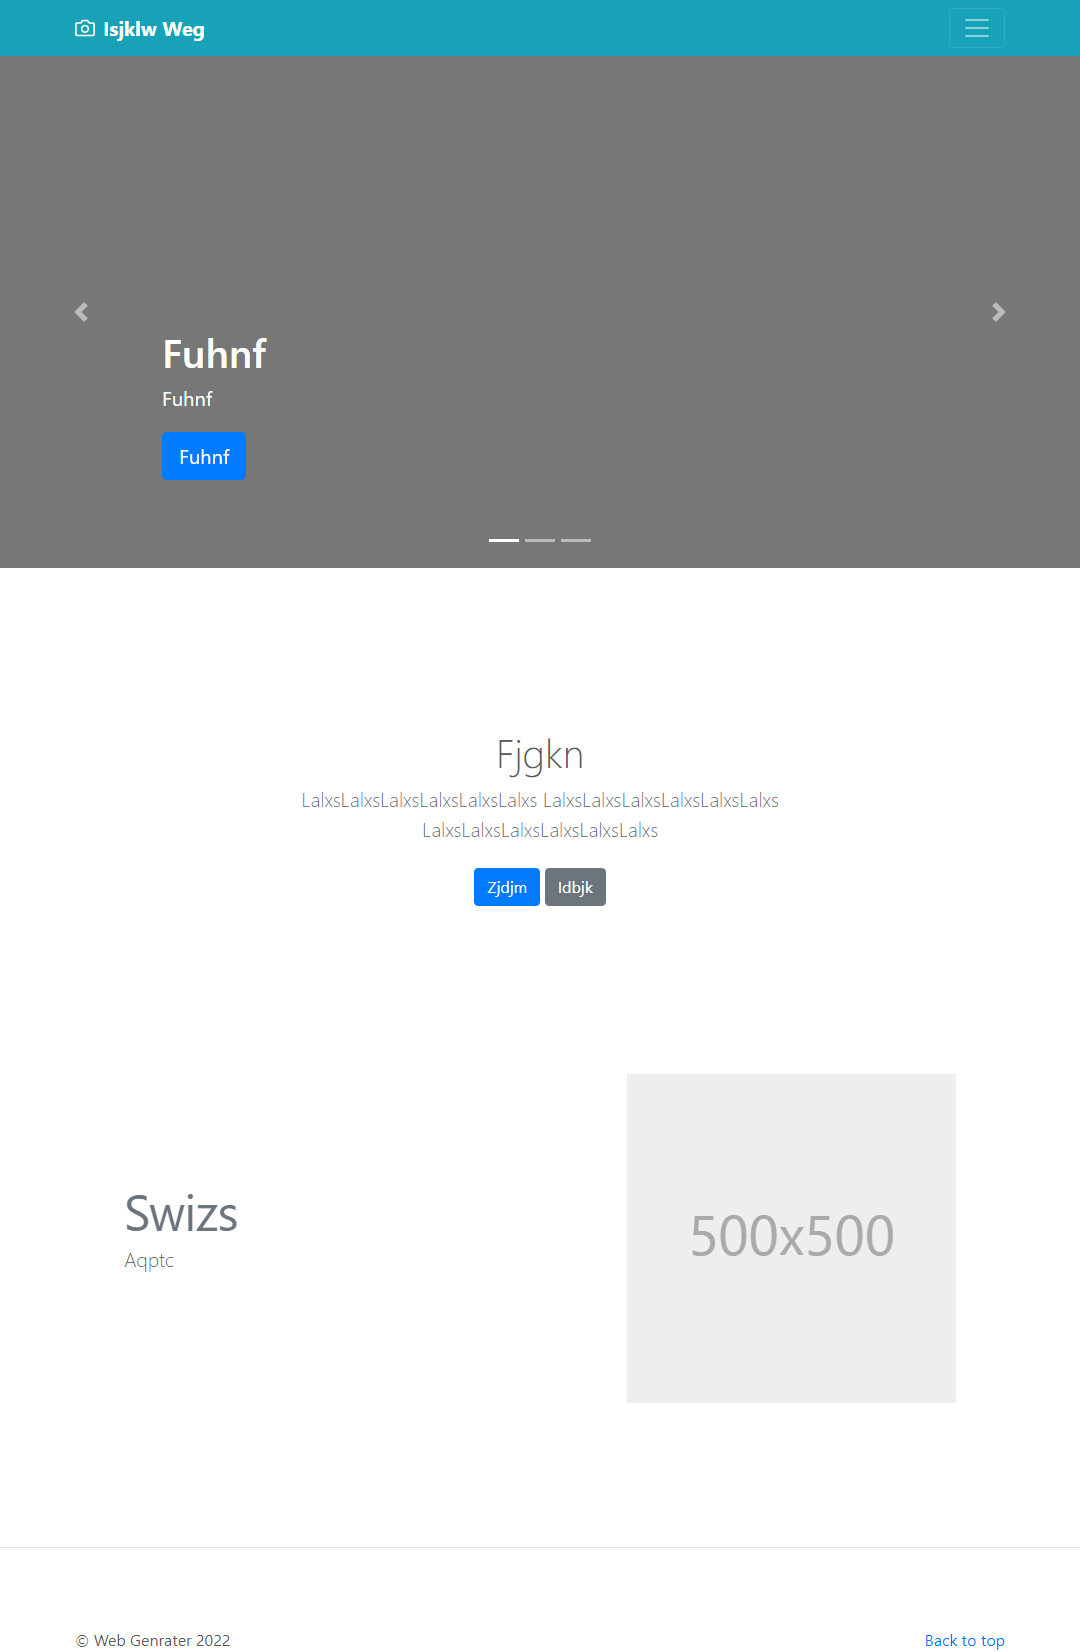 Isjklw Weg
Fuhnf
Fuhnf
Fuhnf
Fjgkn
LalxsLalxsLalxsLalxsLalxsLalxs LalxsLalxsLalxsLalxsLalxsLalxs
LalxsLalxsLalxsLalxsLalxsLalxs
Zjdjm Idbjk
Swizs
Aqptc
500x500
© Web Genrater 2022 Back to top